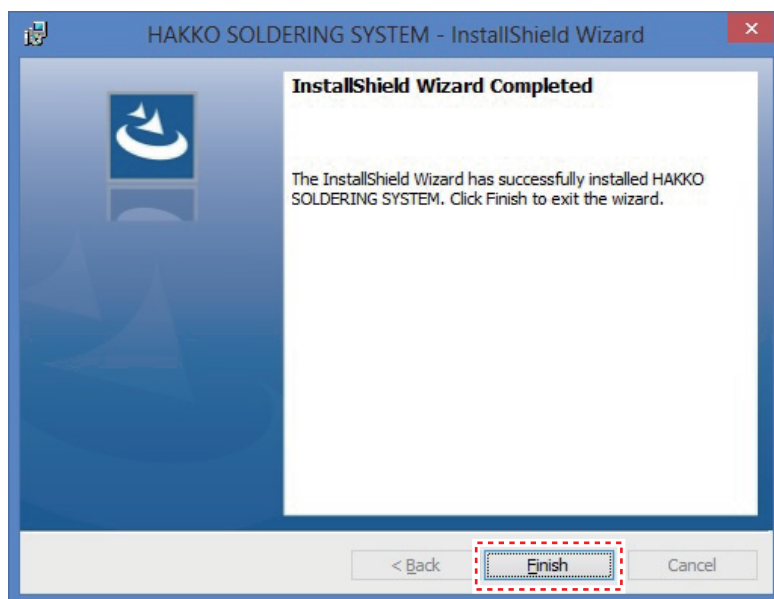 HAKKO SOLDERING SYSTEM - InstallShield Wizard
InstallShield Wizard Completed
The InstallShield Wizard has successfully installed HAKKO
SOLDERING SYSTEM. Click Finish to exit the wizard.
< Back
Finish
Cancel